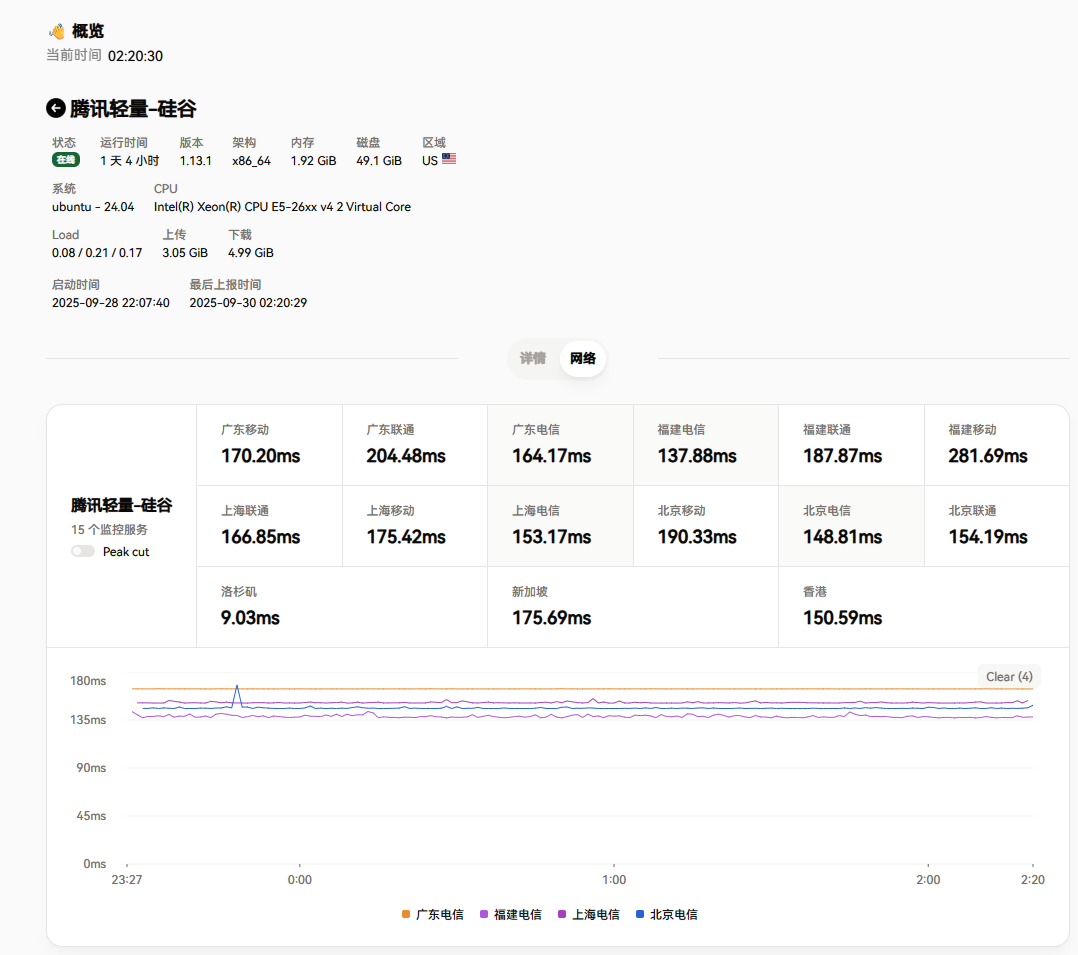 👋 概览
当前时间 02:20:30
腾讯轻量-硅谷
状态 运行时间 版本 架构 内存 磁盘 区域
在线 1 天 4 小时 1.13.1 x86_64 1.92 GiB 49.1 GiB US 🇺🇸
系统 CPU
ubuntu - 24.04 Intel(R) Xeon(R) CPU E5-26xx v4 2 Virtual Core
Load 上传 下载
0.08 / 0.21 / 0.17 3.05 GiB 4.99 GiB
启动时间 最后上报时间
2025-09-28 22:07:40 2025-09-30 02:20:29
详情 网络
腾讯轻量-硅谷
15 个监控服务
Peak cut
广东移动 广东联通 广东电信 福建电信 福建联通 福建移动
170.20ms 204.48ms 164.17ms 137.88ms 187.87ms 281.69ms
上海联通 上海移动 上海电信 北京移动 北京电信 北京联通
166.85ms 175.42ms 153.17ms 190.33ms 148.81ms 154.19ms
洛杉矶 新加坡 香港
9.03ms 175.69ms 150.59ms
Clear (4)
180ms
135ms
90ms
45ms
0ms
23:27 0:00 1:00 2:00 2:20
广东电信 福建电信 上海电信 北京电信